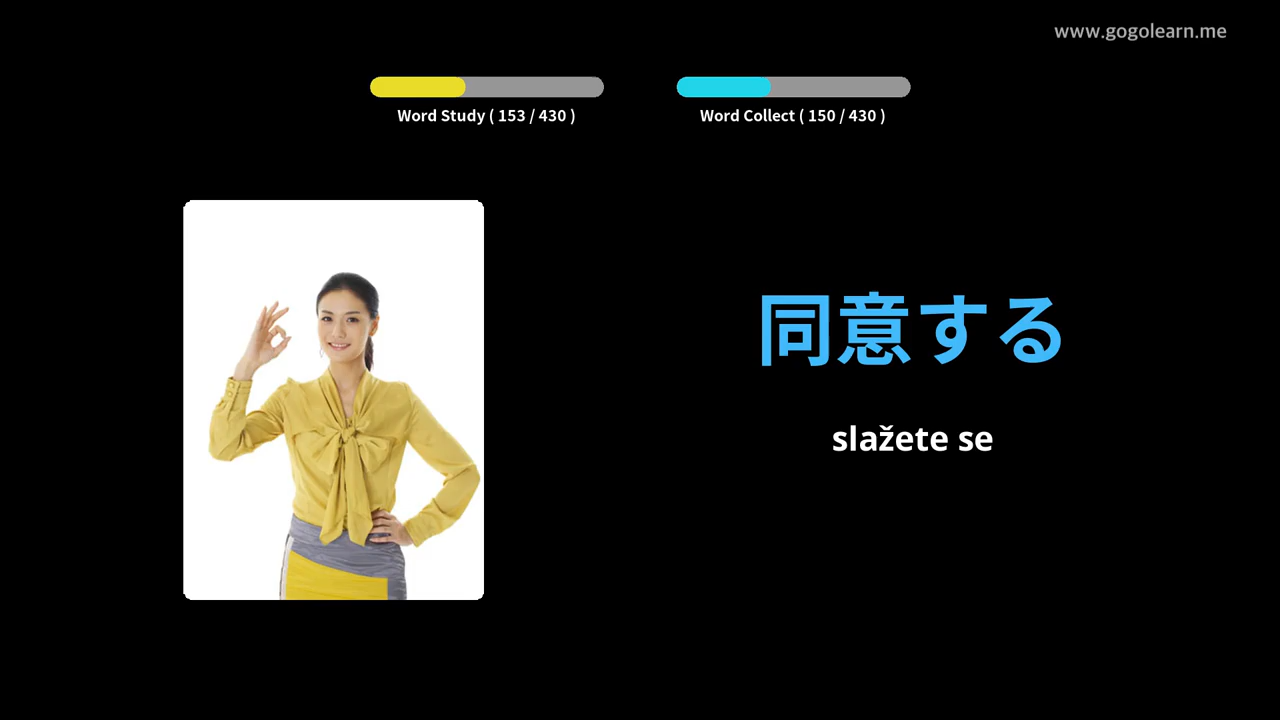 www.gogolearn.me
Word Study ( 153 / 430 )
Word Collect ( 150 / 430 )
同意する
slažete se